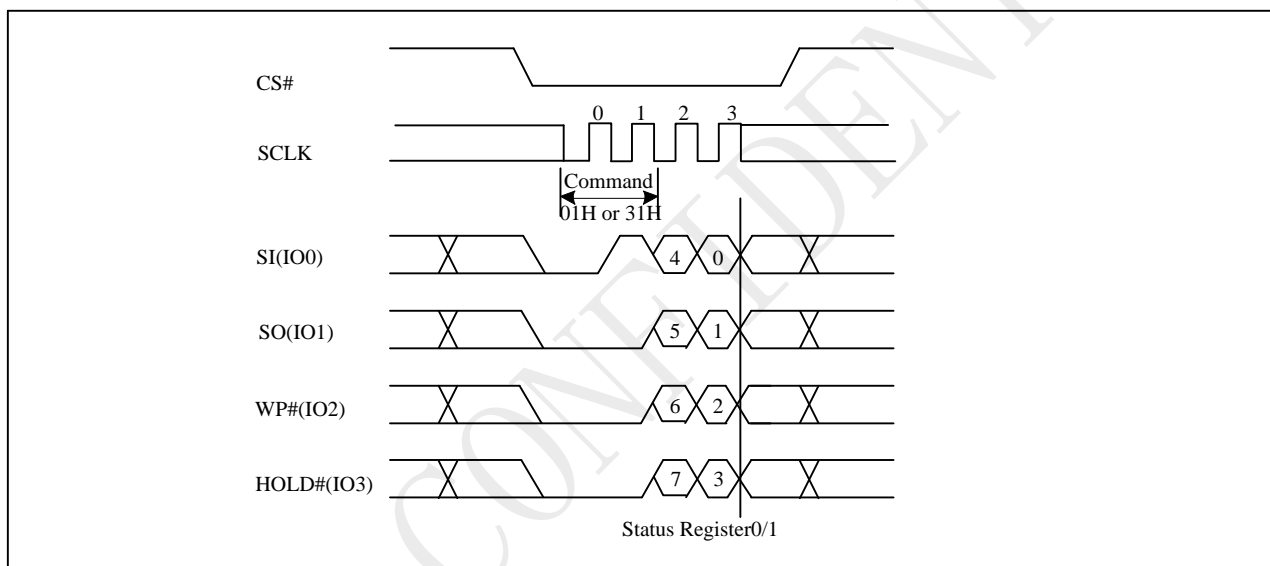 CONFIDENT
CS#
0 1 2 3
SCLK
Command
01H or 31H
SI(IO0) 4 0
SO(IO1) 5 1
WP#(IO2) 6 2
HOLD#(IO3) 7 3
Status Register0/1